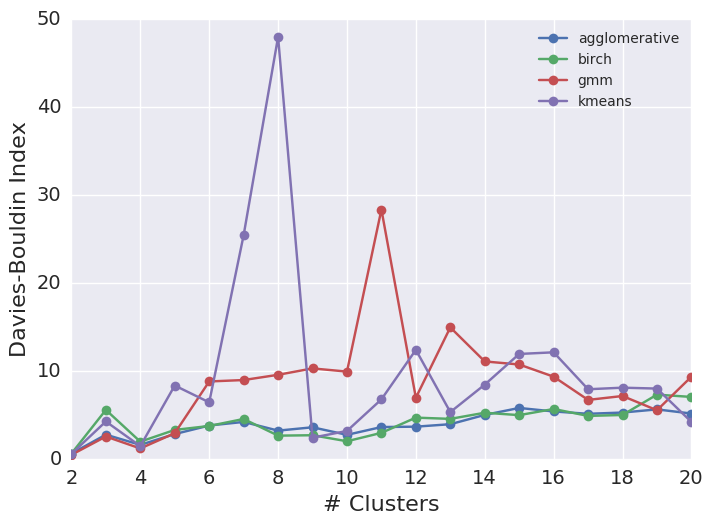 50
40
30
20
10
0
Davies-Bouldin Index
agglomerative
birch
gmm
kmeans
2 4 6 8 10 12 14 16 18 20
# Clusters